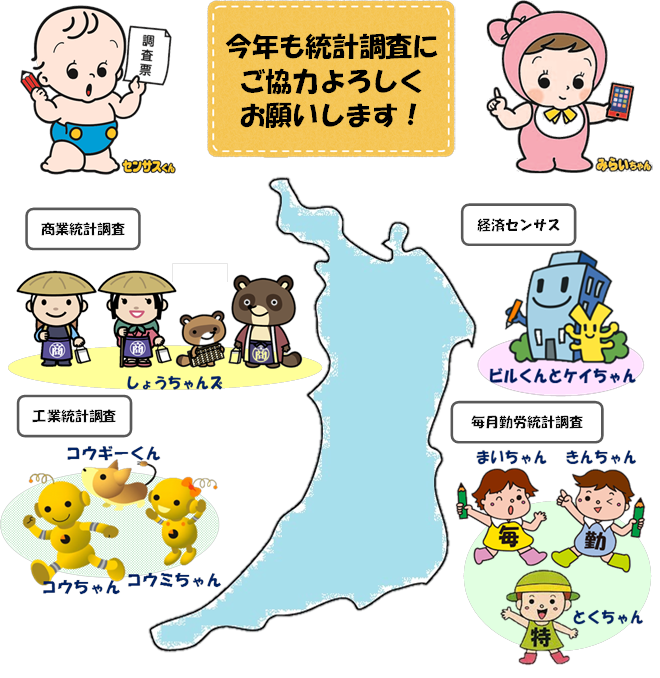 調査票
センサスくん
今年も統計調査に
ご協力よろしく
お願いします！
みらいちゃん
商業統計調査
商
商
商
しょうちゃんズ
経済センサス
ビルくんとケイちゃん
工業統計調査
コウギーくん
コウちゃん
コウミちゃん
毎月勤労統計調査
まいちゃん
きんちゃん
毎
勤
とくちゃん
特